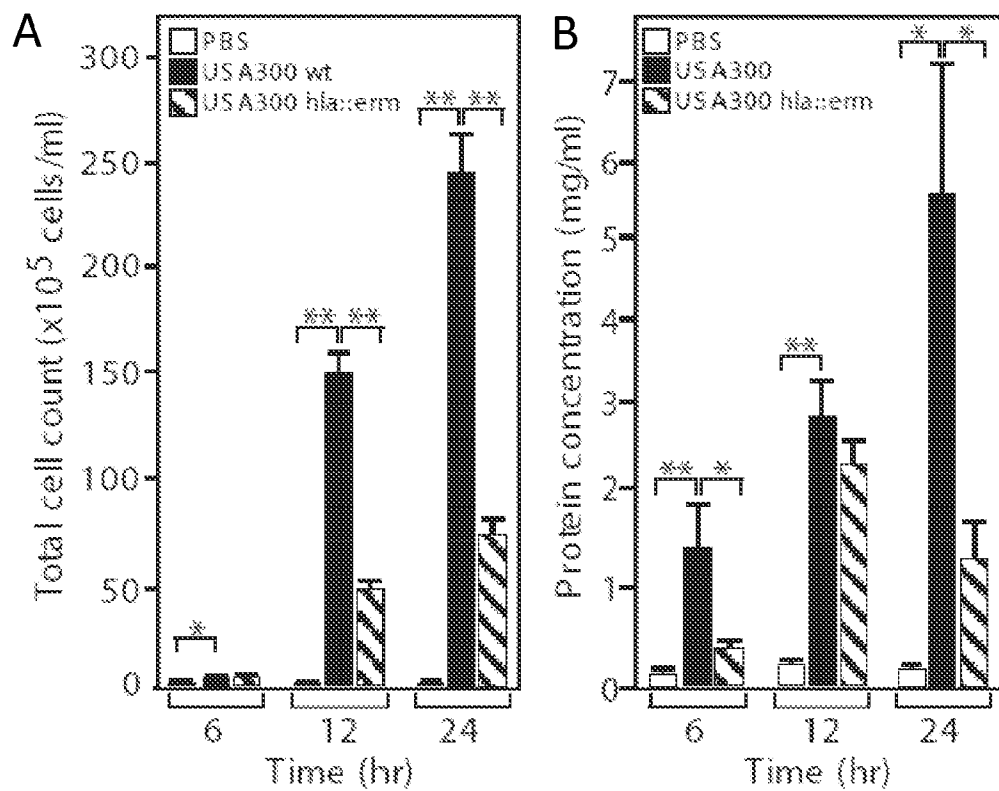 A
Total cell count (x10⁵ cells/ml)
300
250
200
150
100
50
0
PBS
USA300 wt
USA300 hla::erm
*
** **
** **
6 12 24
Time (hr)
B
Protein concentration (mg/ml)
7
6
5
4
3
2
1
0
PBS
USA300
USA300 hla::erm
** *
**
* *
6 12 24
Time (hr)